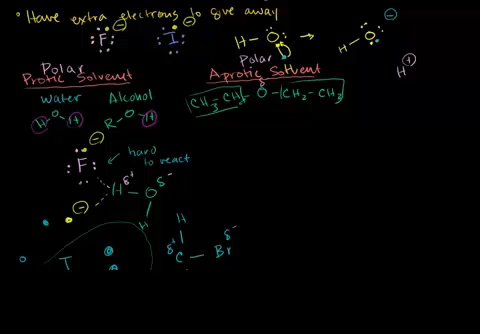 Have extra electrons to give away
F I
H O H O H
Polar Polar
Protic Solvent Aprotic Solvent
Water Alcohol CH3-CH2-O-CH2-CH3
H O H R O H
F hard
to react
H δ+ O δ-
H
H
δ+ C Br δ-